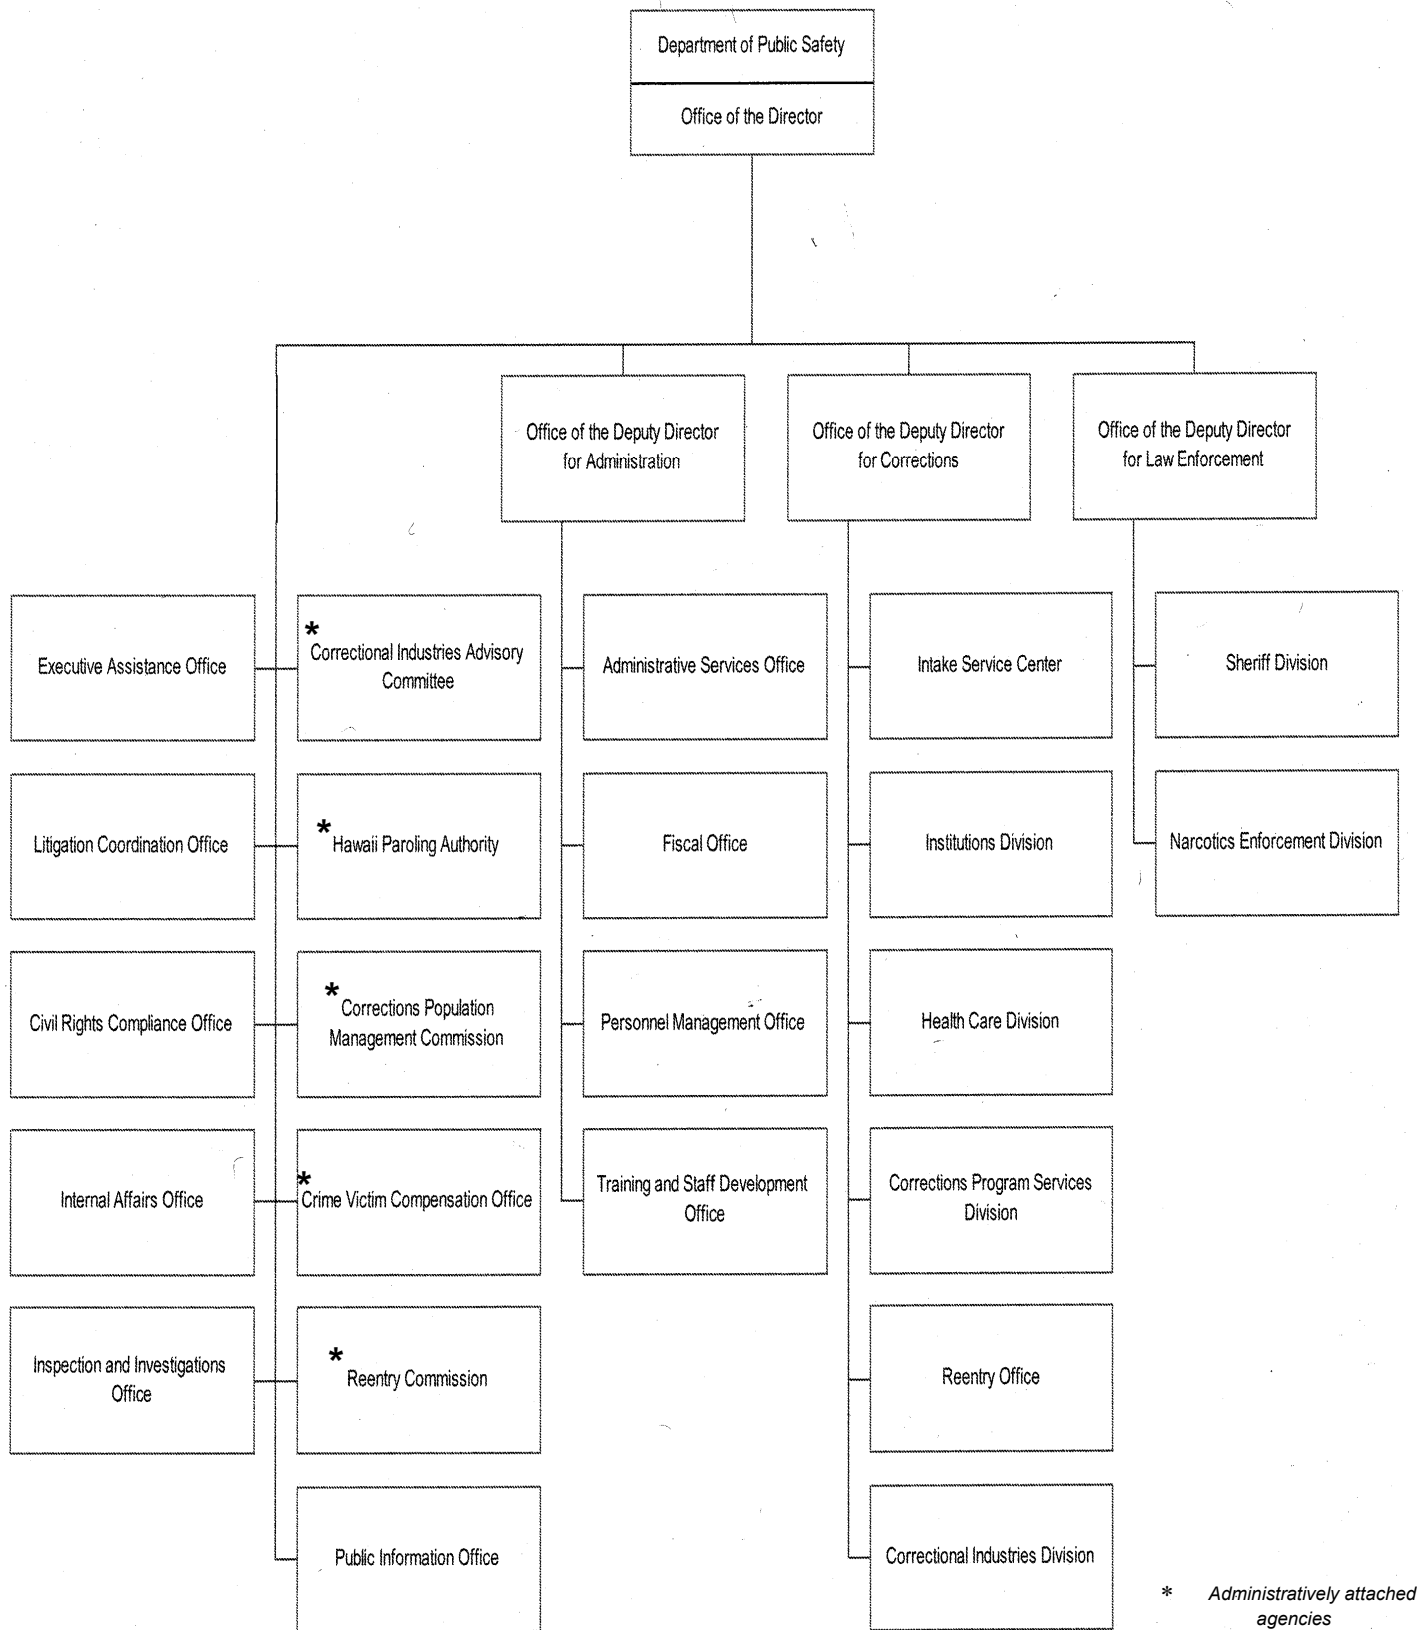 Department of Public Safety
Office of the Director
Office of the Deputy Director
for Administration
Office of the Deputy Director
for Corrections
Office of the Deputy Director
for Law Enforcement
Executive Assistance Office
*
Correctional Industries Advisory
Committee
Administrative Services Office
Intake Service Center
Sheriff Division
Litigation Coordination Office
*
Hawaii Paroling Authority
Fiscal Office
Institutions Division
Narcotics Enforcement Division
Civil Rights Compliance Office
*
Corrections Population
Management Commission
Personnel Management Office
Health Care Division
Internal Affairs Office
*
Crime Victim Compensation Office
Training and Staff Development
Office
Corrections Program Services
Division
Inspection and Investigations
Office
*
Reentry Commission
Reentry Office
Public Information Office
Correctional Industries Division
* Administratively attached
agencies